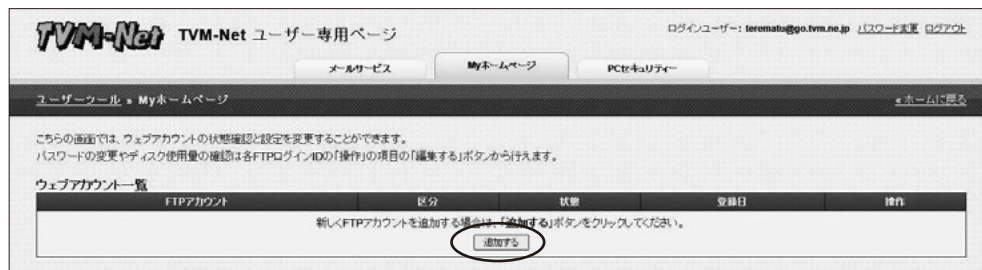 TVM-Net TVM-Net ユーザー専用ページ ログインユーザー: terematu@go.tvm.ne.jp パスワード変更 ログアウト
メールサービス Myホームページ PCセキュリティー
ユーザーツール » Myホームページ «ホームに戻る
こちらの画面では、ウェブアカウントの状態確認と設定を変更することができます。
パスワードの変更やディスク使用量の確認は各FTPログインIDの「操作」の項目の「編集する」ボタンから行えます。
ウェブアカウント一覧
FTPアカウント 区分 状態 登録日 操作
新しくFTPアカウントを追加する場合は、「追加する」ボタンをクリックしてください。
追加する